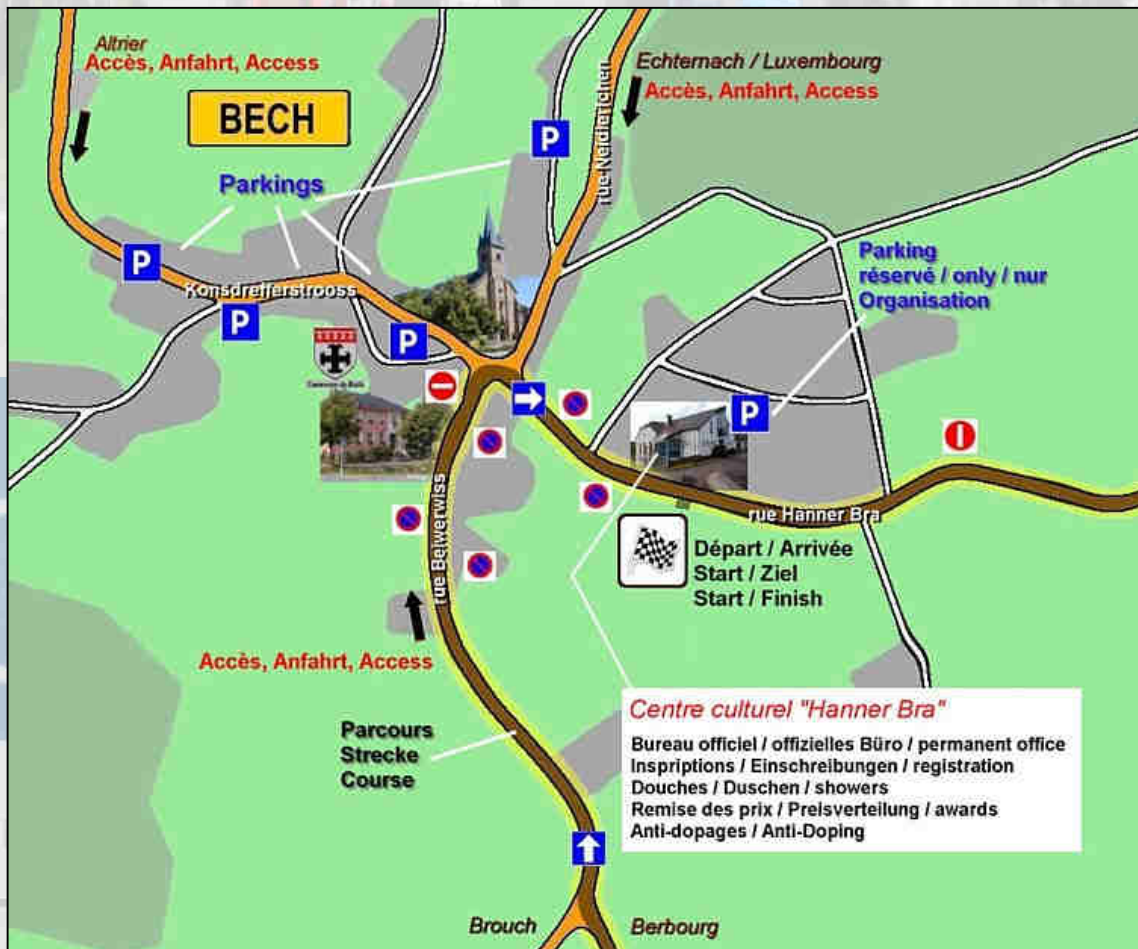 Altrier
Accès, Anfahrt, Access
Echternach / Luxembourg
Accès, Anfahrt, Access
BECH
P
rue Neidierichen
Parkings
Parking
réservé / only / nur
Organisation
P
Konsdrefferstrooss
P
P
P
rue Hanner Bra
rue Beiwerwiss
Départ / Arrivée
Start / Ziel
Start / Finish
Accès, Anfahrt, Access
Parcours
Strecke
Course
Centre culturel "Hanner Bra"
Bureau officiel / offizielles Büro / permanent office
Inspriptions / Einschreibungen / registration
Douches / Duschen / showers
Remise des prix / Preisverteilung / awards
Anti-dopages / Anti-Doping
Brouch
Berbourg